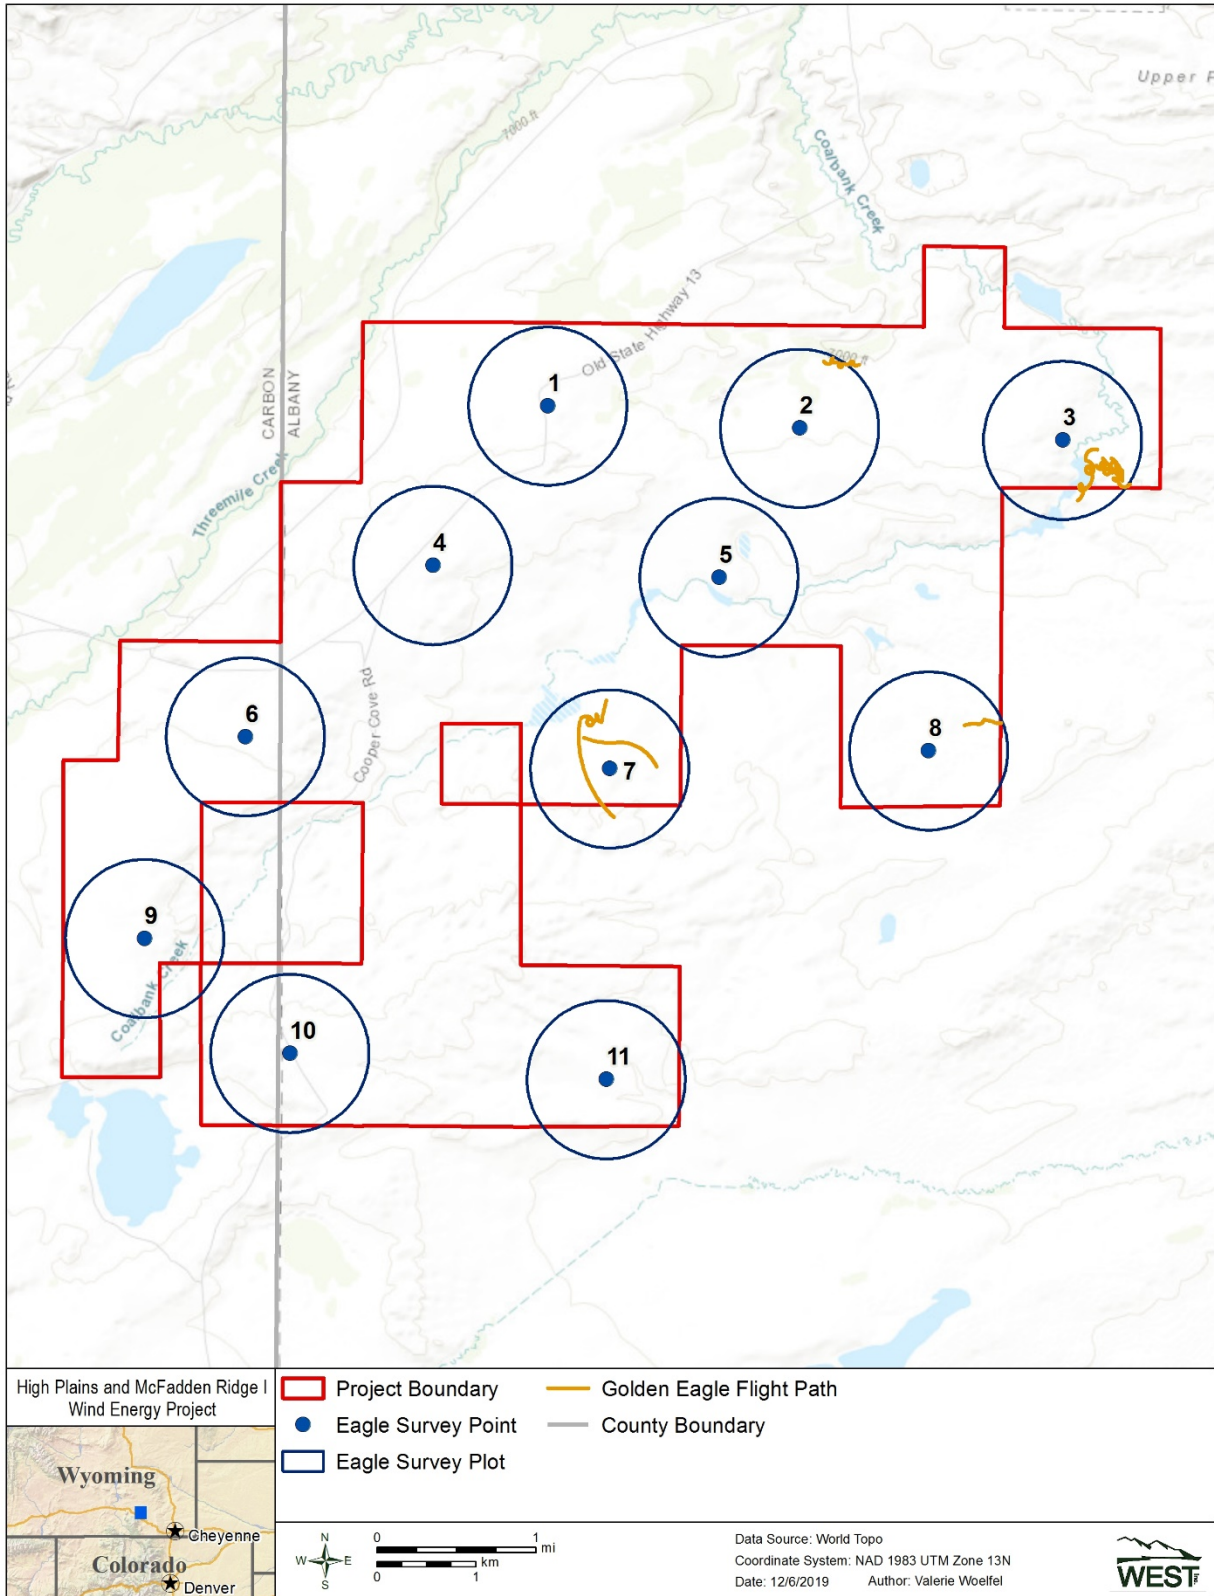 Upper
7000 ft
Coalbank Creek
Old State Highway 13
7000 ft
CARBON
ALBANY
Threemile Creek
1
2
3
4
5
Cooper Cove Rd
6
7
8
9
Coalbank Creek
10
11
High Plains and McFadden Ridge I
Wind Energy Project
Project Boundary
Golden Eagle Flight Path
Eagle Survey Point
County Boundary
Eagle Survey Plot
Wyoming
Cheyenne
Colorado
Denver
N
W E
S
0 1
mi
km
0 1
Data Source: World Topo
Coordinate System: NAD 1983 UTM Zone 13N
Date: 12/6/2019 Author: Valerie Woelfel
WEST